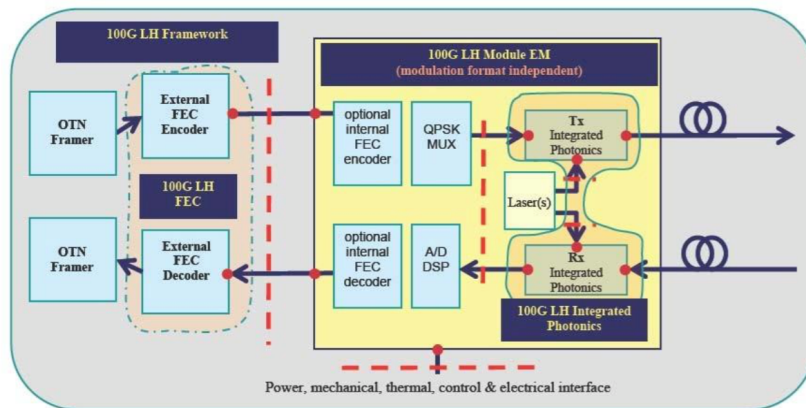 100G LH Framework
100G LH Module EM
(modulation format independent)
OTN
Framer
External
FEC
Encoder
optional
internal
FEC
encoder
QPSK
MUX
Tx
Integrated
Photonics
100G LH
FEC
Laser(s)
OTN
Framer
External
FEC
Decoder
optional
internal
FEC
decoder
A/D
DSP
Rx
Integrated
Photonics
100G LH Integrated
Photonics
Power, mechanical, thermal, control & electrical interface